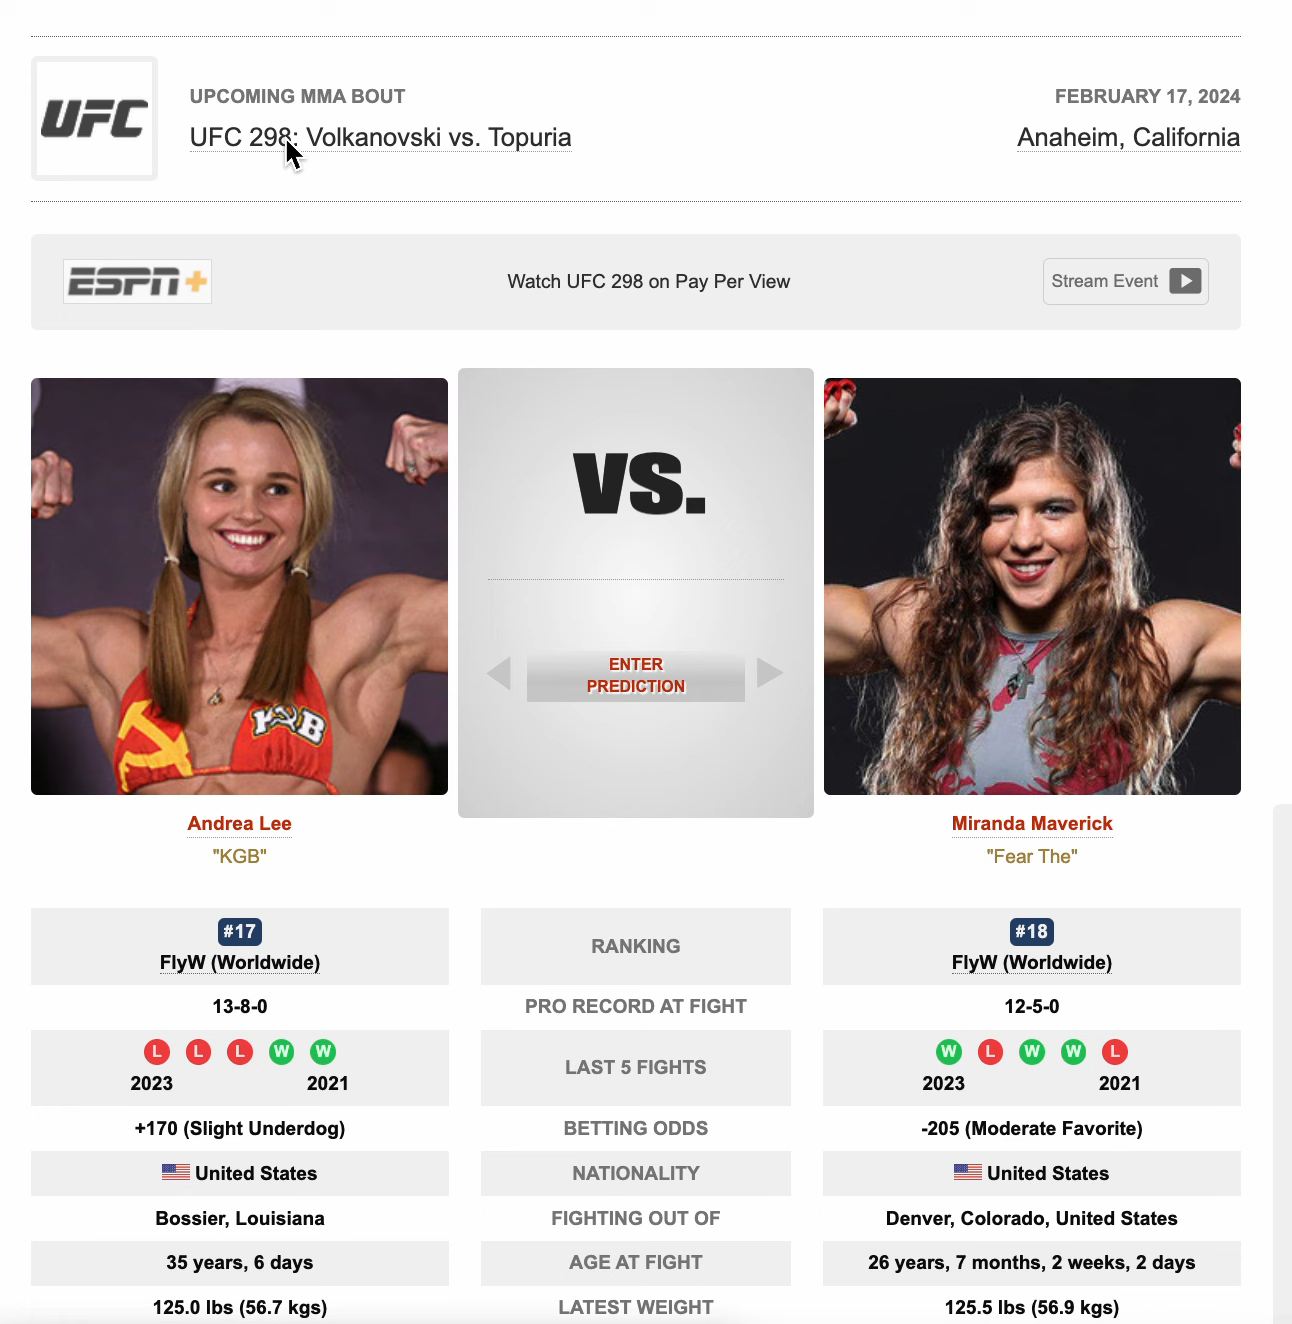 UFC
UPCOMING MMA BOUT
FEBRUARY 17, 2024
UFC 298: Volkanovski vs. Topuria
Anaheim, California
ESPN+
Watch UFC 298 on Pay Per View
Stream Event
VS.
ENTER
PREDICTION
KGB
Andrea Lee
Miranda Maverick
"KGB"
"Fear The"
#17
RANKING
#18
FlyW (Worldwide)
FlyW (Worldwide)
13-8-0
PRO RECORD AT FIGHT
12-5-0
L L L W W
LAST 5 FIGHTS
W L W W L
2023 2021
2023 2021
+170 (Slight Underdog)
BETTING ODDS
-205 (Moderate Favorite)
United States
NATIONALITY
United States
Bossier, Louisiana
FIGHTING OUT OF
Denver, Colorado, United States
35 years, 6 days
AGE AT FIGHT
26 years, 7 months, 2 weeks, 2 days
125.0 lbs (56.7 kgs)
LATEST WEIGHT
125.5 lbs (56.9 kgs)